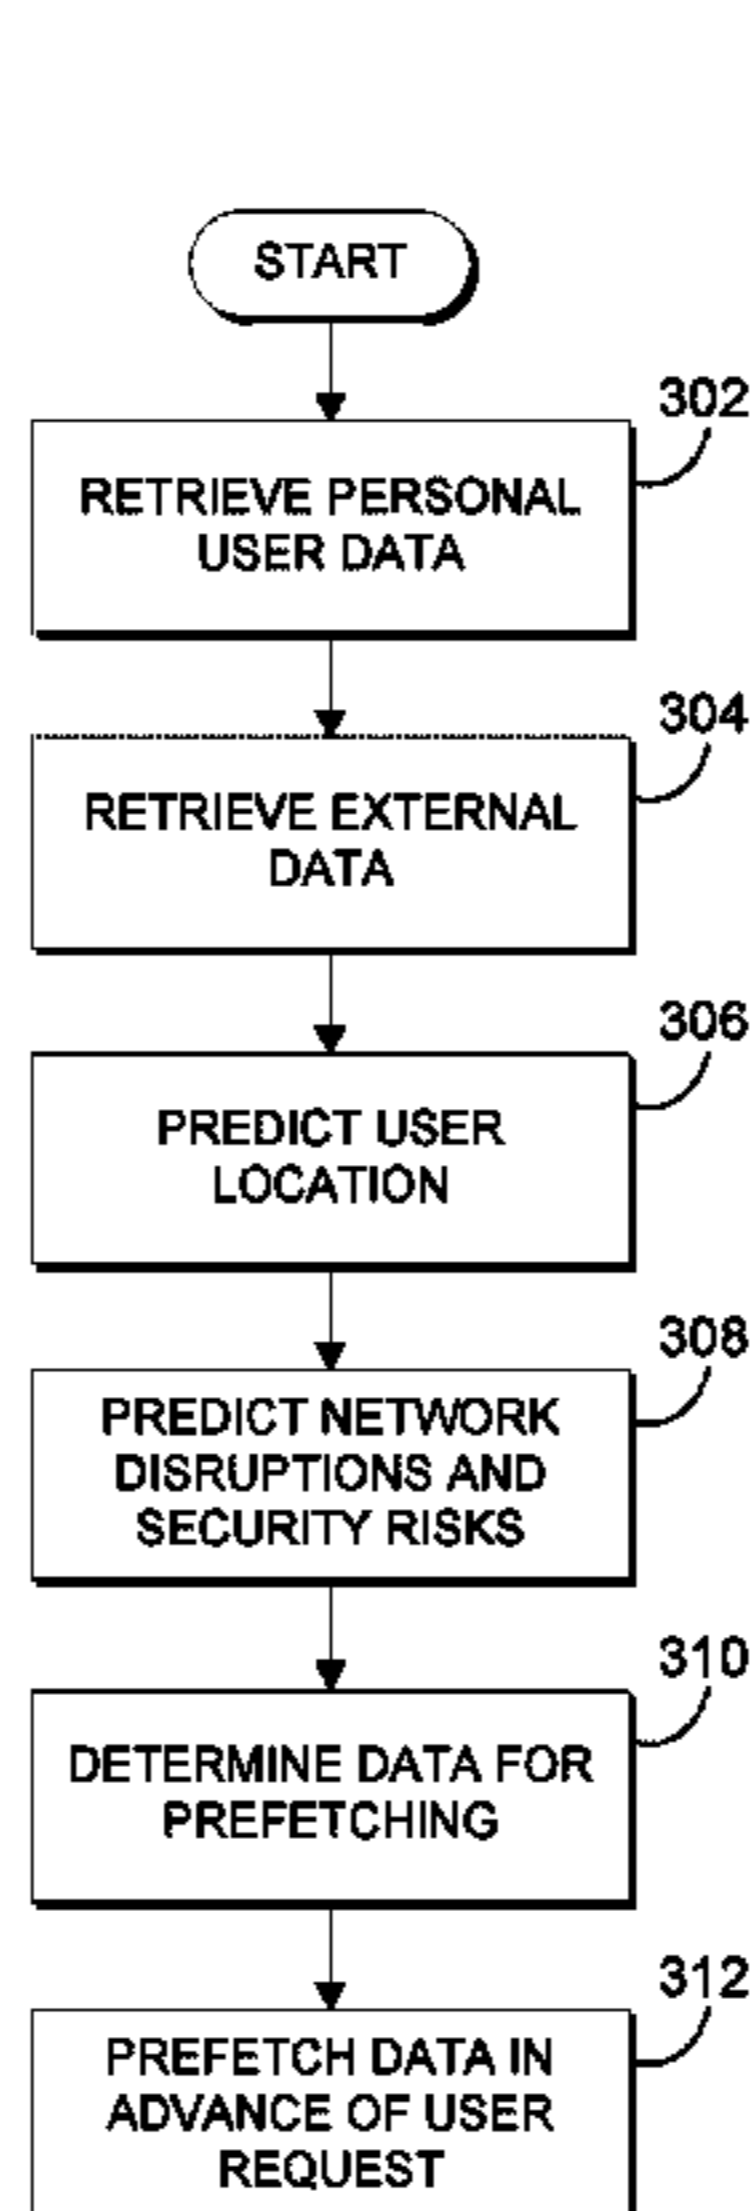 START
302
RETRIEVE PERSONAL
USER DATA
304
RETRIEVE EXTERNAL
DATA
306
PREDICT USER
LOCATION
308
PREDICT NETWORK
DISRUPTIONS AND
SECURITY RISKS
310
DETERMINE DATA FOR
PREFETCHING
312
PREFETCH DATA IN
ADVANCE OF USER
REQUEST